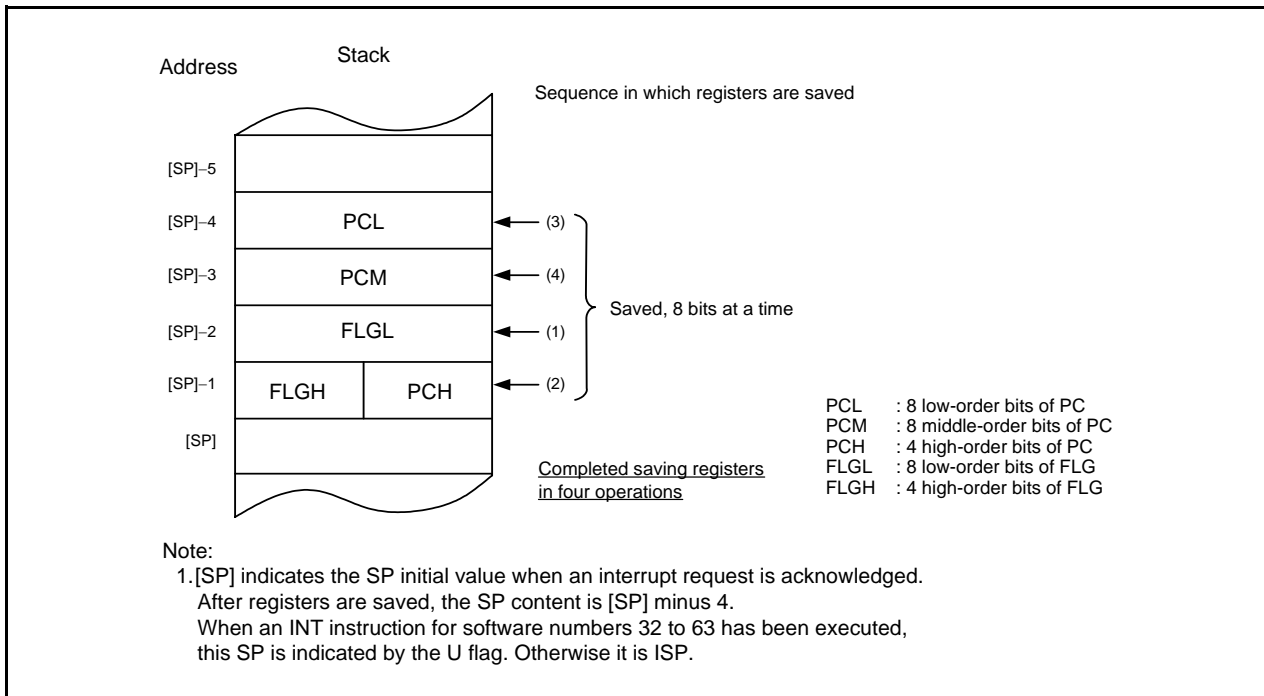 Stack
Address
Sequence in which registers are saved
[SP]−5
[SP]−4 PCL (3)
[SP]−3 PCM (4)
Saved, 8 bits at a time
[SP]−2 FLGL (1)
[SP]−1 FLGH PCH (2)
[SP]
Completed saving registers
in four operations
PCL : 8 low-order bits of PC
PCM : 8 middle-order bits of PC
PCH : 4 high-order bits of PC
FLGL : 8 low-order bits of FLG
FLGH : 4 high-order bits of FLG
Note:
1.[SP] indicates the SP initial value when an interrupt request is acknowledged.
After registers are saved, the SP content is [SP] minus 4.
When an INT instruction for software numbers 32 to 63 has been executed,
this SP is indicated by the U flag. Otherwise it is ISP.